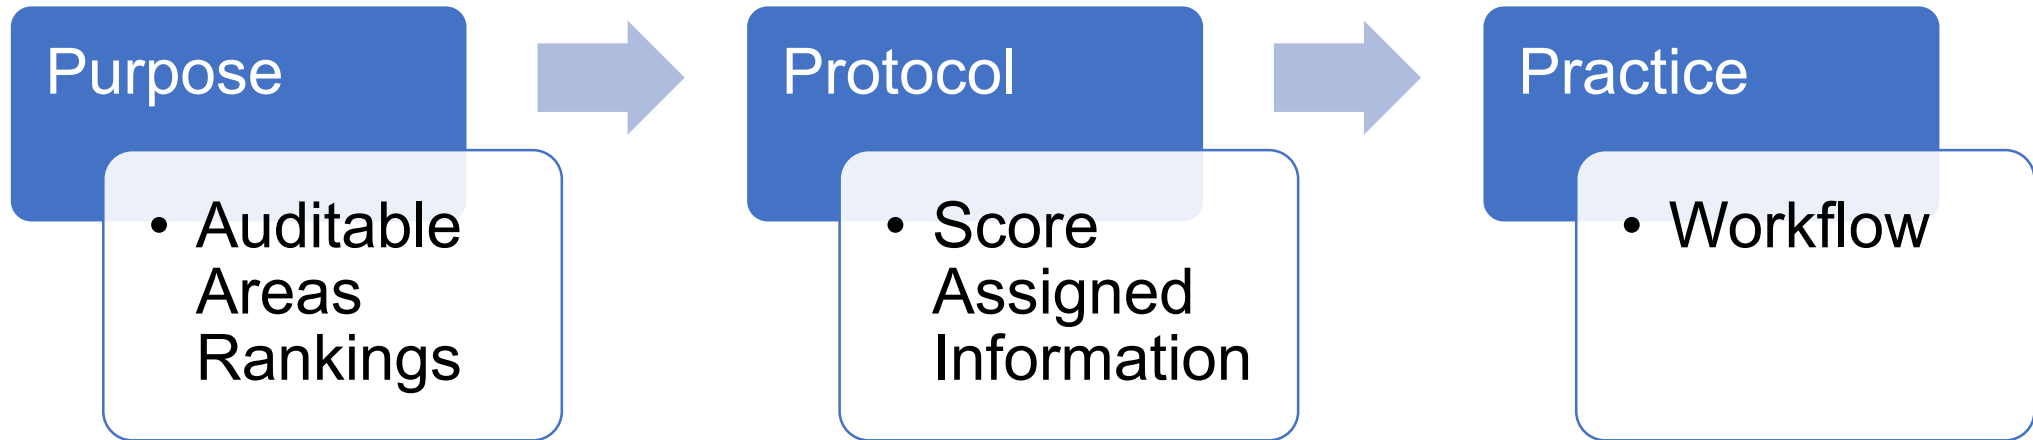 Purpose
• Auditable
Areas
Rankings
Protocol
• Score
Assigned
Information
Practice
• Workflow